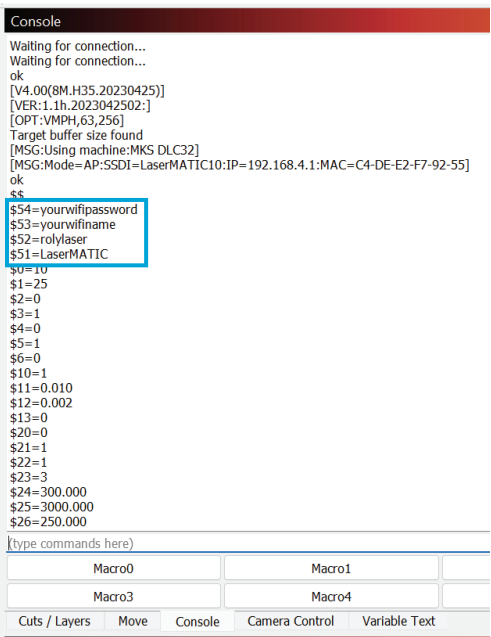 Console
Waiting for connection...
Waiting for connection...
ok
[V4.00(8M.H35.20230425)]
[VER:1.1h.2023042502:]
[OPT:VMPH,63,256]
Target buffer size found
[MSG:Using machine:MKS DLC32]
[MSG:Mode=AP:SSDI=LaserMATIC10:IP=192.168.4.1:MAC=C4-DE-E2-F7-92-55]
ok
$$
$54=yourwifipassword
$53=yourwifiname
$52=rolylaser
$51=LaserMATIC
$0=10
$1=25
$2=0
$3=1
$4=0
$5=1
$6=0
$10=1
$11=0.010
$12=0.002
$13=0
$20=0
$21=1
$22=1
$23=3
$24=300.000
$25=3000.000
$26=250.000
(type commands here)
Macro0 Macro1
Macro3 Macro4
Cuts / Layers Move Console Camera Control Variable Text